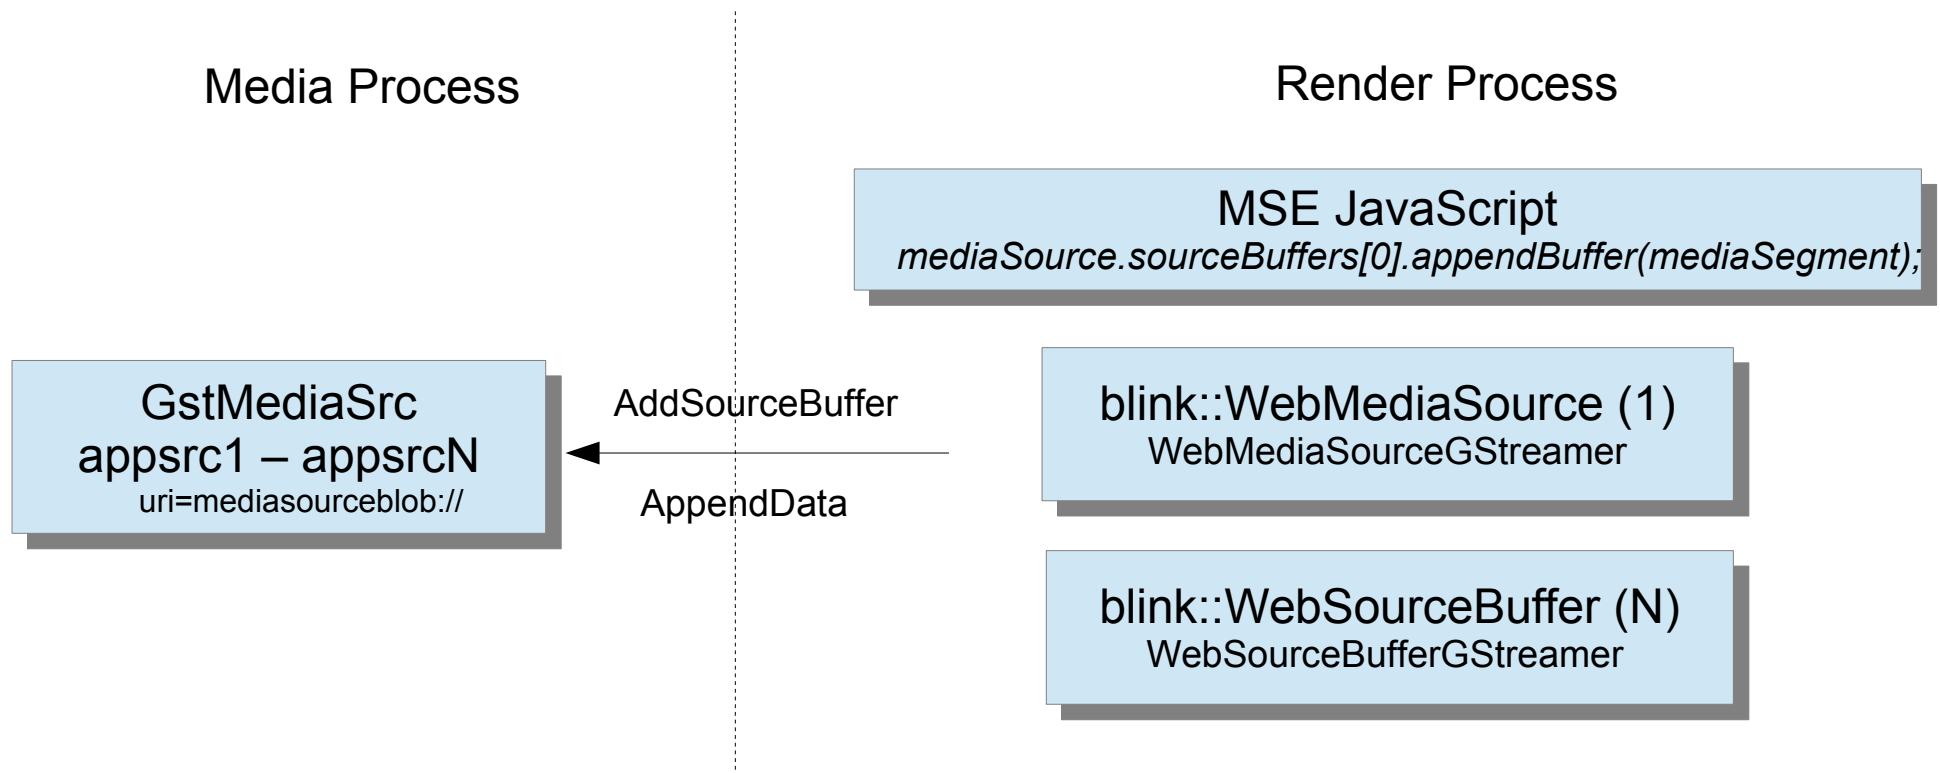 Media Process
Render Process
MSE JavaScript
mediaSource.sourceBuffers[0].appendBuffer(mediaSegment);
GstMediaSrc
appsrc1 – appsrcN
uri=mediasourceblob://
AddSourceBuffer
AppendData
blink::WebMediaSource (1)
WebMediaSourceGStreamer
blink::WebSourceBuffer (N)
WebSourceBufferGStreamer